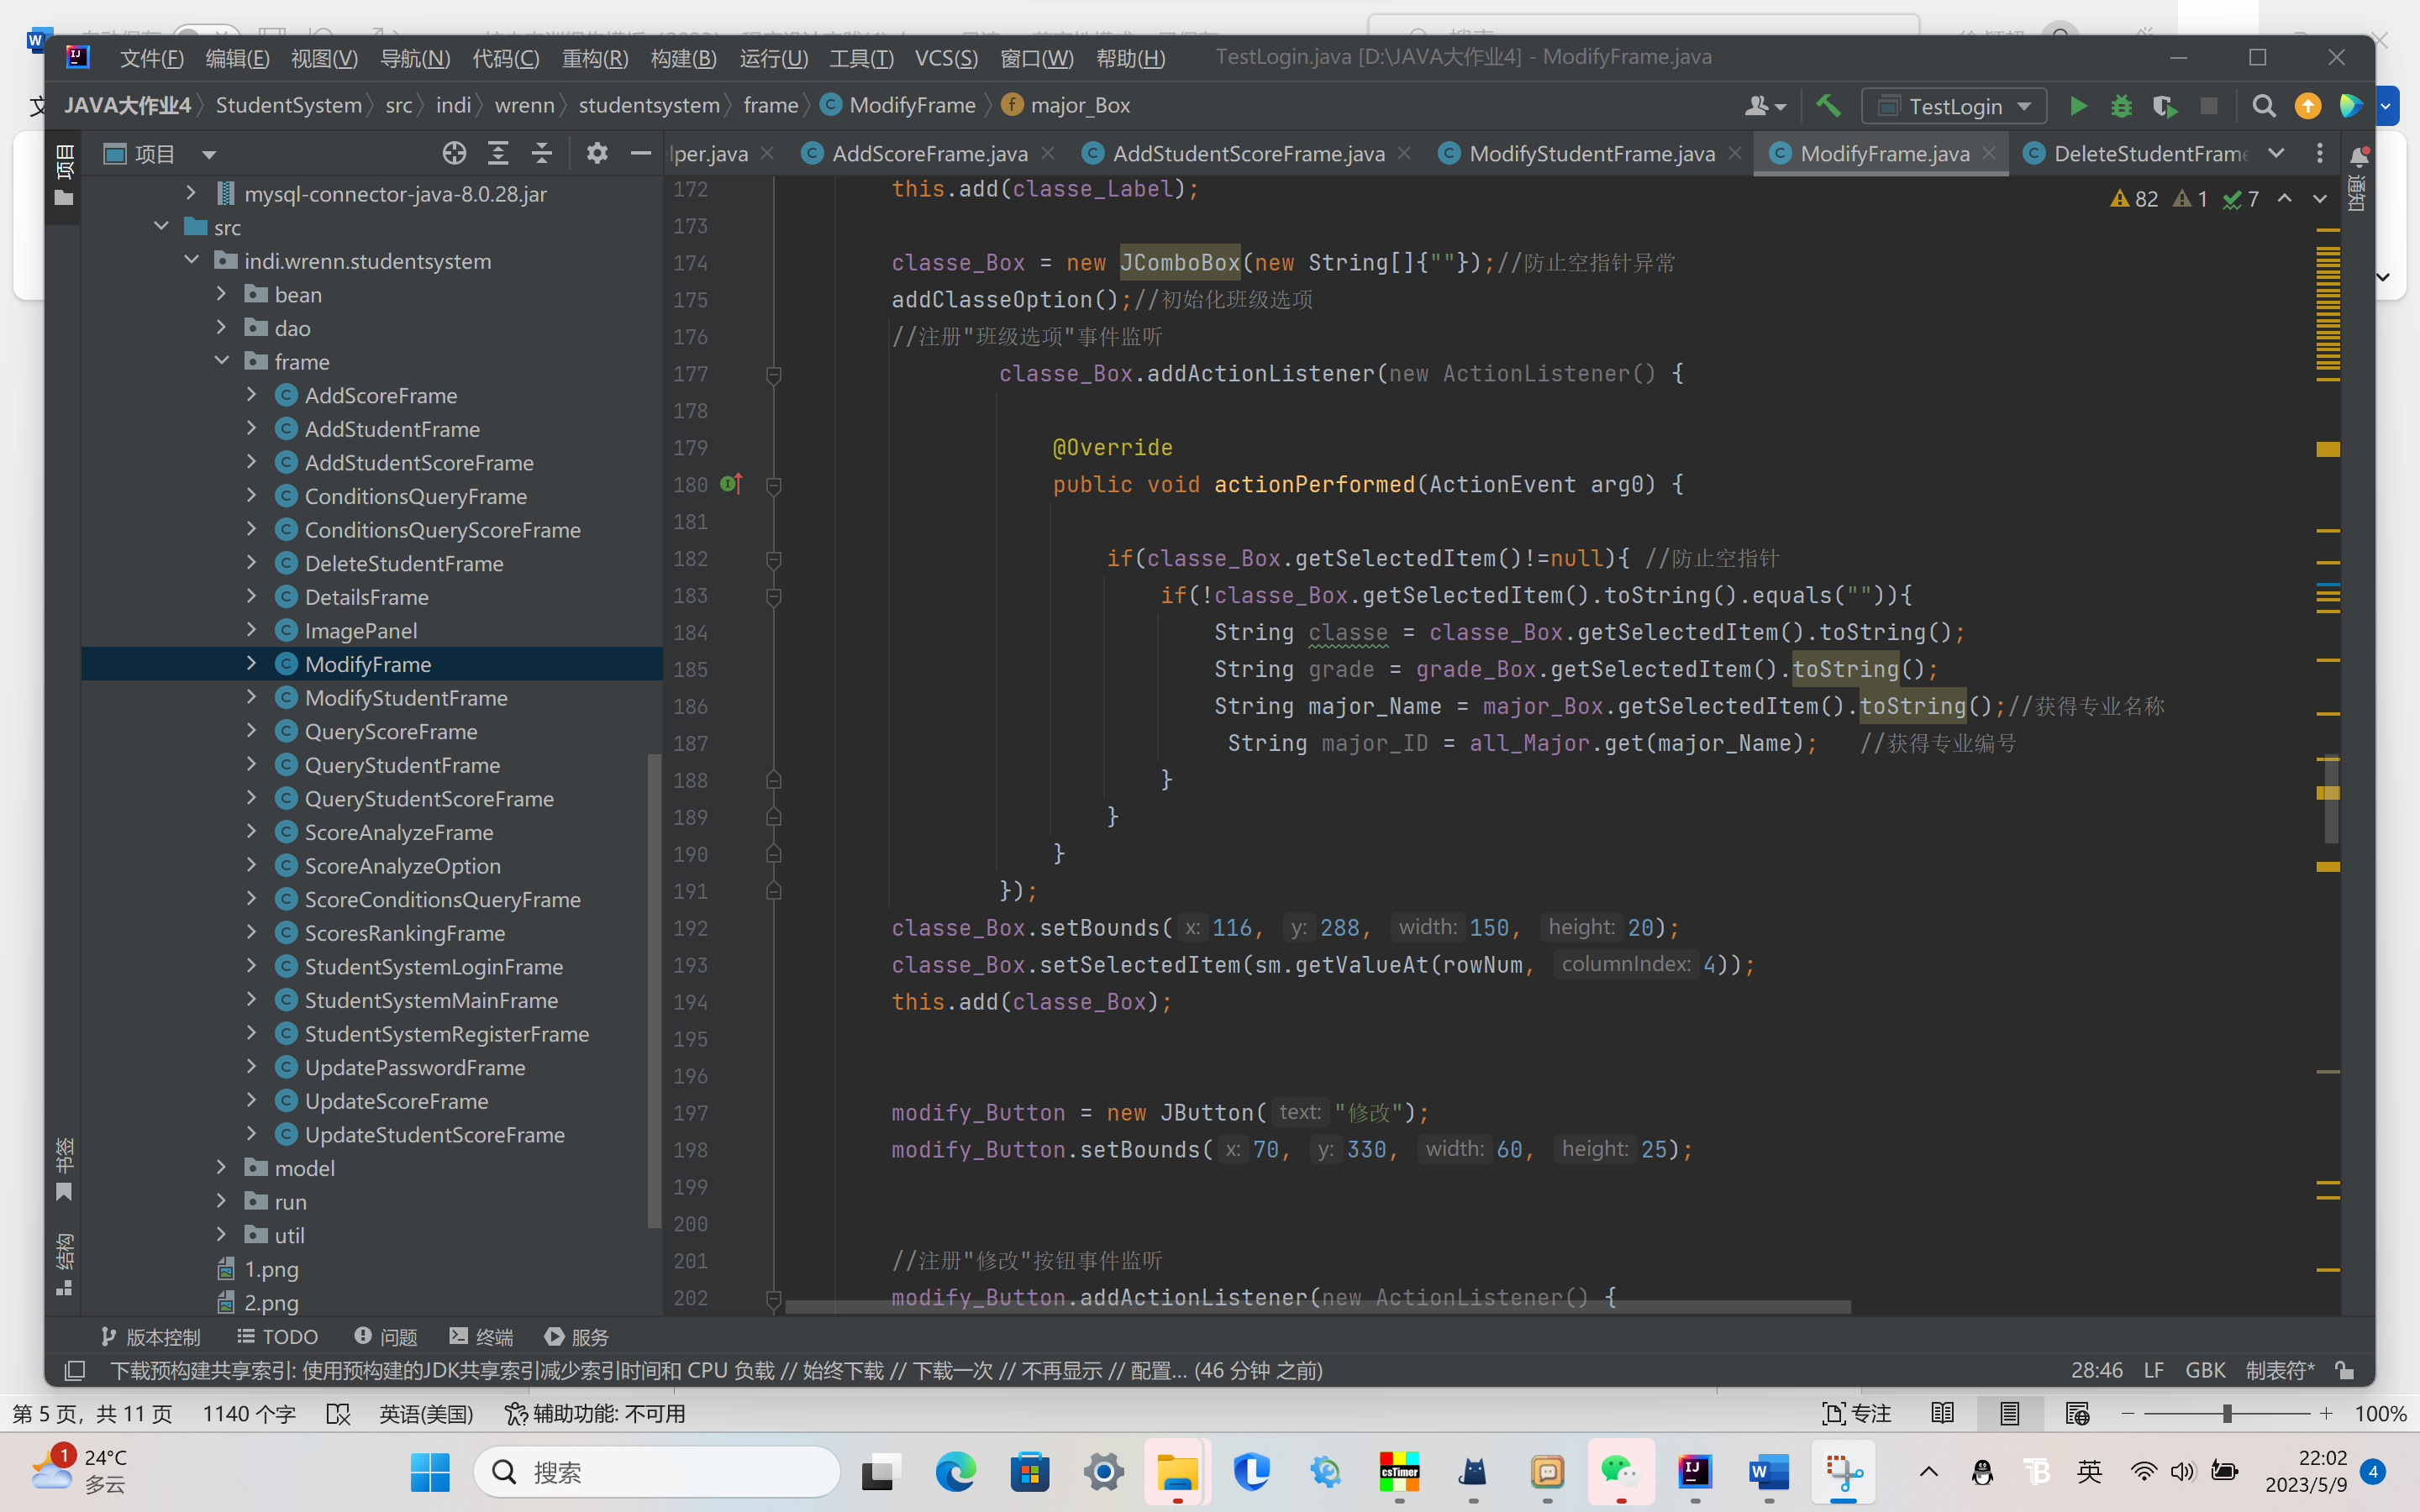 文件(F) 编辑(E) 视图(V) 导航(N) 代码(C) 重构(R) 构建(B) 运行(U) 工具(T) VCS(S) 窗口(W) 帮助(H) TestLogin.java [D:\JAVA大作业4] - ModifyFrame.java
JAVA大作业4 StudentSystem src indi wrenn studentsystem frame ModifyFrame major_Box TestLogin
项目 lper.java AddScoreFrame.java AddStudentScoreFrame.java ModifyStudentFrame.java ModifyFrame.java DeleteStudentFrame
项目
通知
82 1 7
mysql-connector-java-8.0.28.jar
src
indi.wrenn.studentsystem
bean
dao
frame
AddScoreFrame
AddStudentFrame
AddStudentScoreFrame
ConditionsQueryFrame
ConditionsQueryScoreFrame
DeleteStudentFrame
DetailsFrame
ImagePanel
ModifyFrame
ModifyStudentFrame
QueryScoreFrame
QueryStudentFrame
QueryStudentScoreFrame
ScoreAnalyzeFrame
ScoreAnalyzeOption
ScoreConditionsQueryFrame
ScoresRankingFrame
StudentSystemLoginFrame
StudentSystemMainFrame
StudentSystemRegisterFrame
UpdatePasswordFrame
UpdateScoreFrame
UpdateStudentScoreFrame
model
run
util
1.png
2.png
书签
结构
172 this.add(classe_Label);
173
174 classe_Box = new JComboBox(new String[]{""});//防止空指针异常
175 addClasseOption();//初始化班级选项
176 //注册"班级选项"事件监听
177 classe_Box.addActionListener(new ActionListener() {
178
179 @Override
180 public void actionPerformed(ActionEvent arg0) {
181
182 if(classe_Box.getSelectedItem()!=null){ //防止空指针
183 if(!classe_Box.getSelectedItem().toString().equals("")){
184 String classe = classe_Box.getSelectedItem().toString();
185 String grade = grade_Box.getSelectedItem().toString();
186 String major_Name = major_Box.getSelectedItem().toString();//获得专业名称
187 String major_ID = all_Major.get(major_Name); //获得专业编号
188 }
189 }
190 }
191 });
192 classe_Box.setBounds( x: 116, y: 288, width: 150, height: 20);
193 classe_Box.setSelectedItem(sm.getValueAt(rowNum, columnIndex: 4));
194 this.add(classe_Box);
195
196
197 modify_Button = new JButton( text: "修改");
198 modify_Button.setBounds( x: 70, y: 330, width: 60, height: 25);
199
200
201 //注册"修改"按钮事件监听
202 modify_Button.addActionListener(new ActionListener() {
版本控制 TODO 问题 终端 服务
下载预构建共享索引: 使用预构建的JDK共享索引减少索引时间和 CPU 负载 // 始终下载 // 下载一次 // 不再显示 // 配置... (46 分钟 之前) 28:46 LF GBK 制表符*
第 5 页，共 11 页 1140 个字 英语(美国) 辅助功能: 不可用 专注 100%
1 24°C
多云
搜索
csTimer
英
22:02
2023/5/9
4